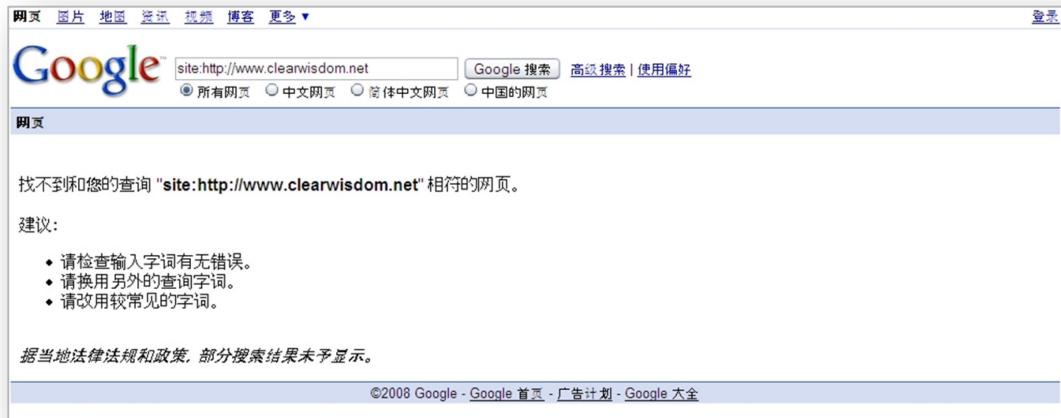 网页 图片 地图 资讯 视频 博客 更多 ▼ 登录
Google™ site:http://www.clearwisdom.net Google 搜索 高级搜索 | 使用偏好
所有网页 中文网页 简体中文网页 中国的网页
网页
找不到和您的查询 "site:http://www.clearwisdom.net" 相符的网页。
建议:
请检查输入字词有无错误。
请换用另外的查询字词。
请改用较常见的字词。
据当地法律法规和政策, 部分搜索结果未予显示。
©2008 Google - Google 首页 - 广告计划 - Google 大全